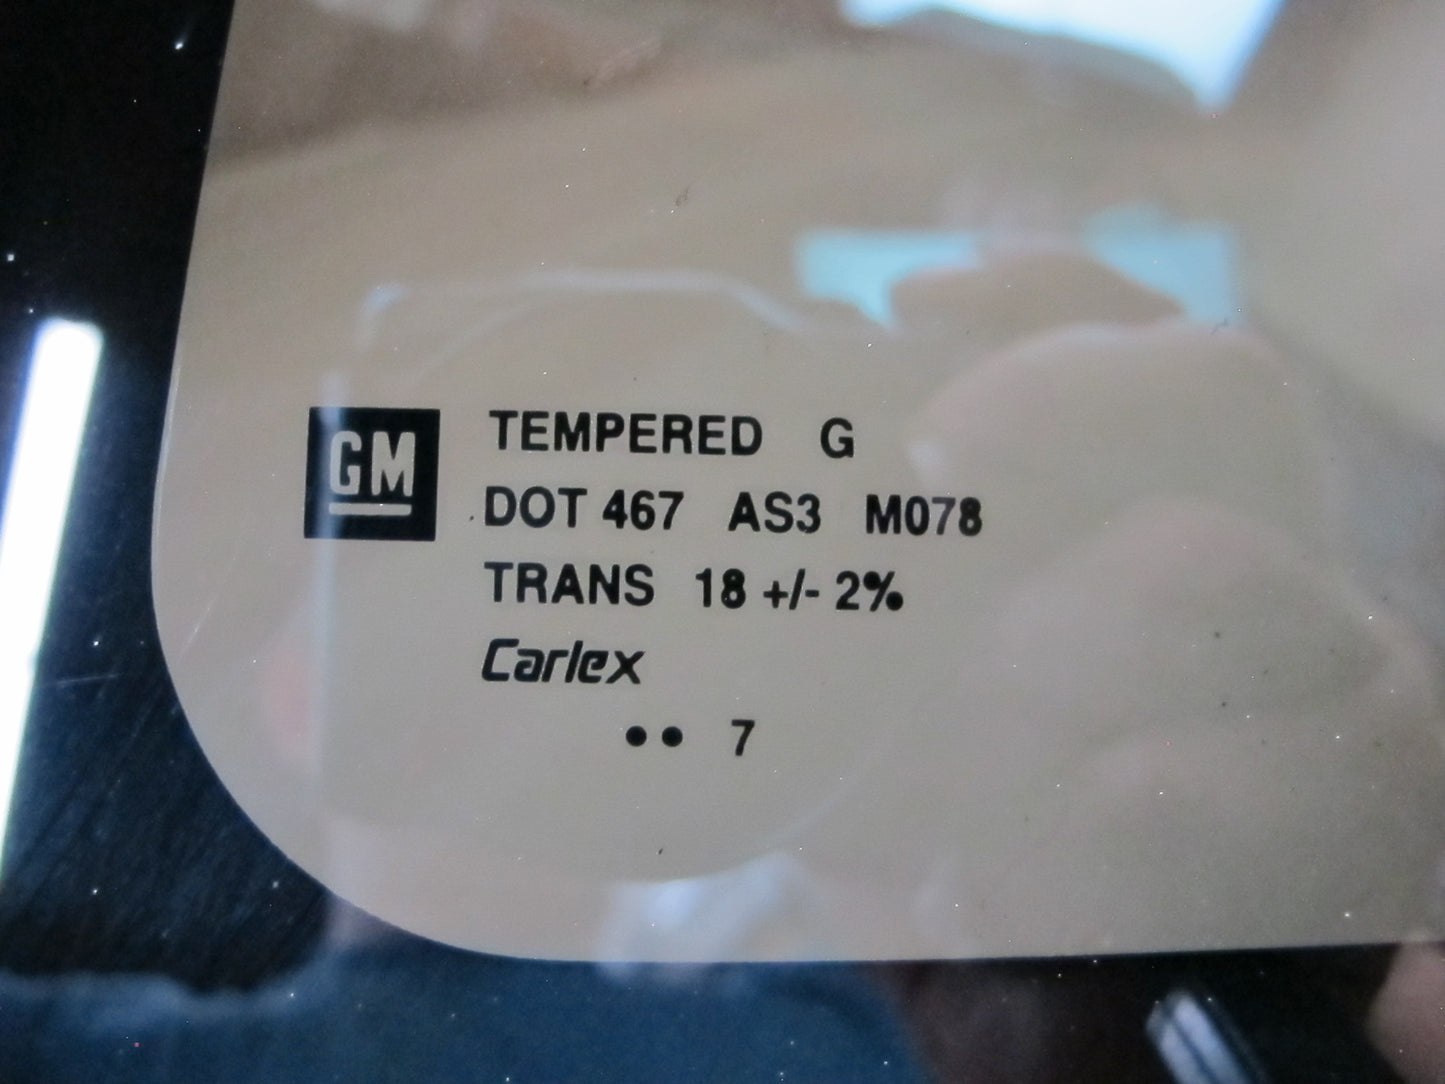 GM
TEMPERED G
DOT 467 AS3 M078
TRANS 18 +/- 2%
Carlex
•• 7